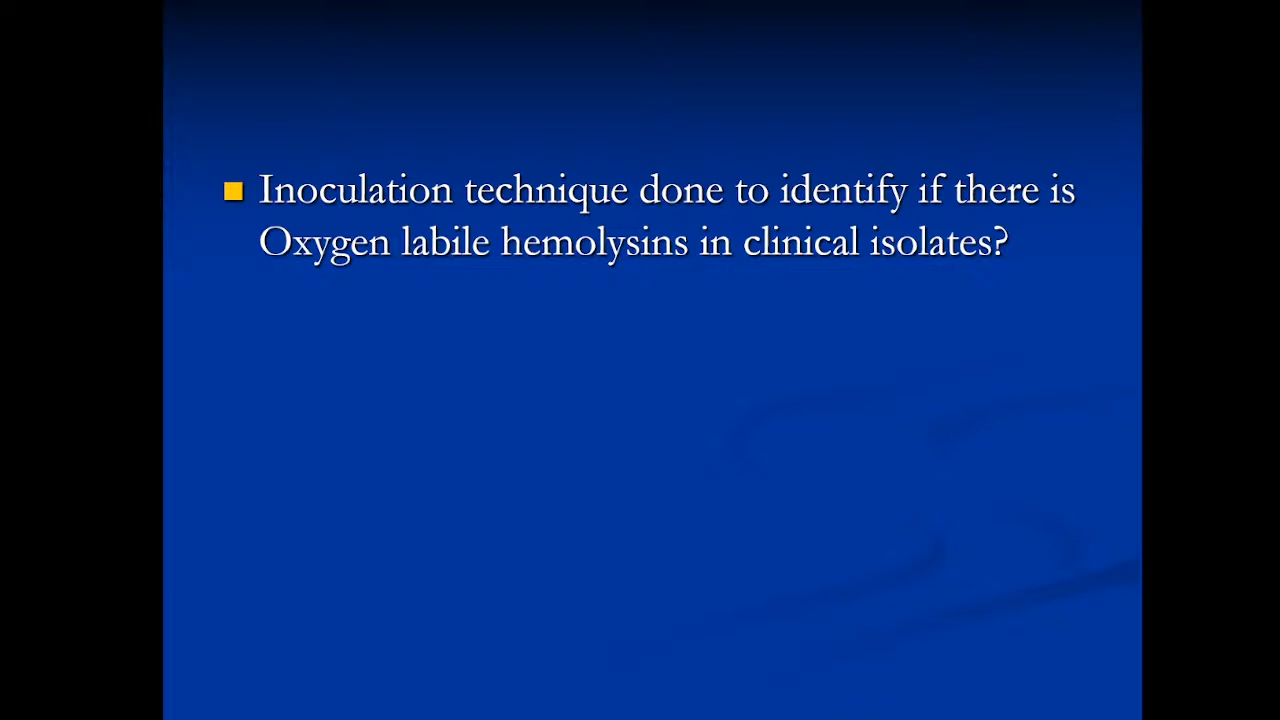 Inoculation technique done to identify if there is
Oxygen labile hemolysins in clinical isolates?